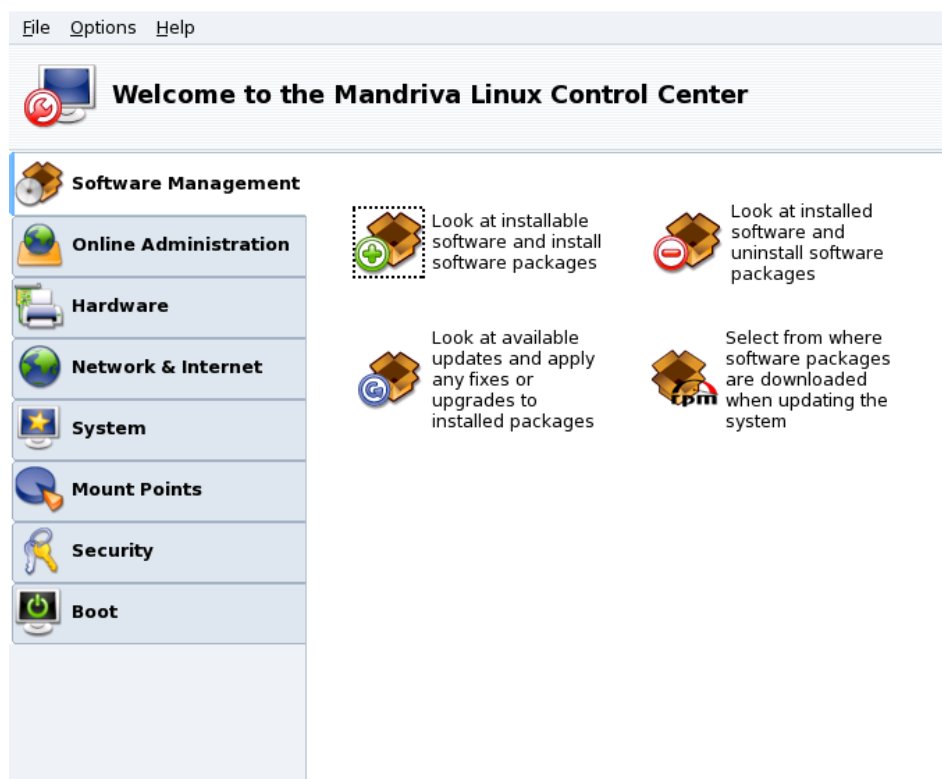 File Options Help
Welcome to the Mandriva Linux Control Center
Software Management
Online Administration
Hardware
Network & Internet
System
Mount Points
Security
Boot
Look at installable
software and install
software packages
Look at installed
software and
uninstall software
packages
Look at available
updates and apply
any fixes or
upgrades to
installed packages
rpm
Select from where
software packages
are downloaded
when updating the
system